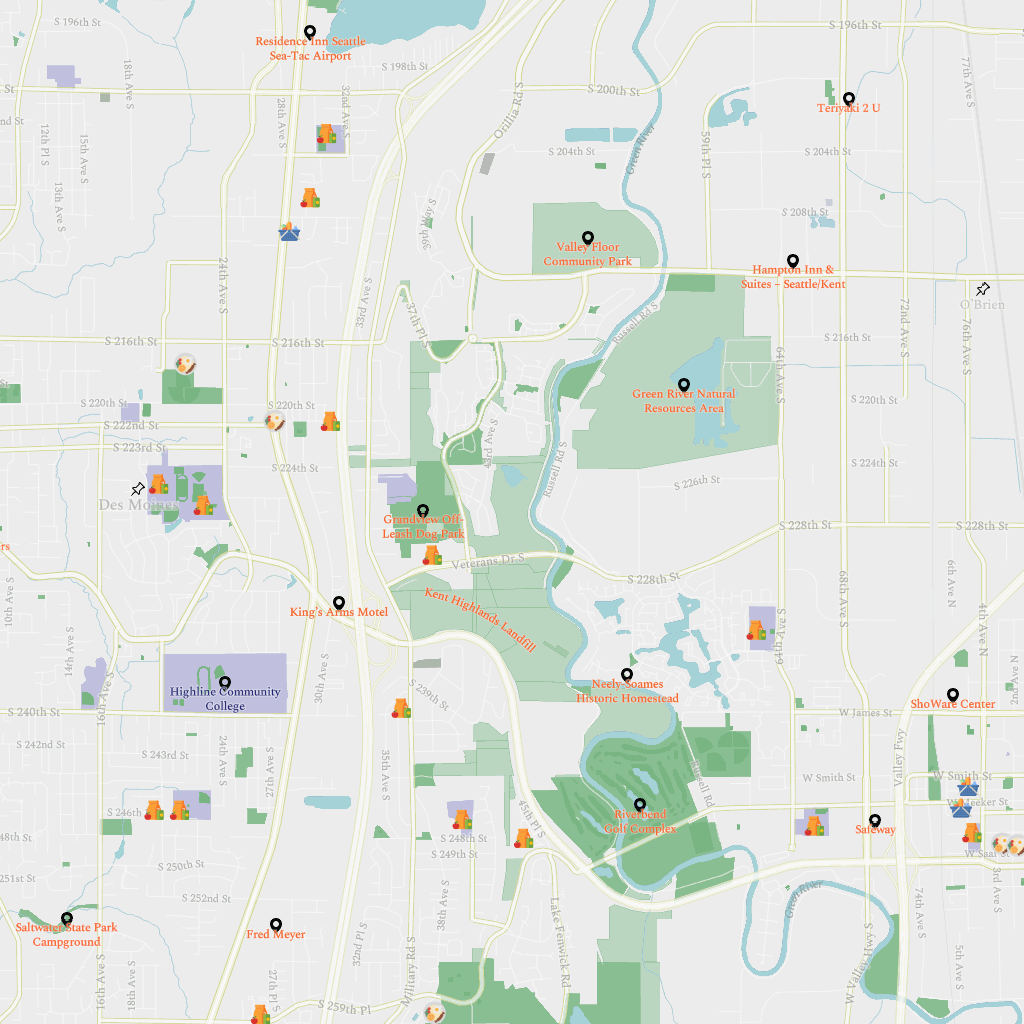 S 196th St
S 196th St
Residence Inn Seattle
Sea-Tac Airport
S 198th St
18th Ave S
28th Ave S
32nd Ave S
77th Ave S
St
S 200th St
Orillia Rd S
Teriyaki 2 U
nd St
12th Pl S
15th Ave S
Green River
59th Pl S
S 204th St
S 204th St
13th Ave S
36th Way S
S 208th St
Valley Floor
Community Park
24th Ave S
33rd Ave S
37th Pl S
Hampton Inn &
Suites – Seattle/Kent
O'Brien
72nd Ave S
76th Ave S
Russell Rd S
S 216th St
S 216th St
S 216th St
64th Ave S
Green River Natural
Resources Area
S 220th St
S 220th St
S 220th St
S 222nd St
S 223rd St
43rd Ave S
Russell Rd S
S 224th St
S 224th St
S 226th St
Des Moines
Grandview Off-
Leash Dog Park
S 228th St
S 228th St
rs
Veterans Dr S
S 228th St
10th Ave S
68th Ave S
6th Ave N
4th Ave N
Kent Highlands Landfill
King's Arms Motel
64th Ave S
14th Ave S
30th Ave S
2nd Ave N
Highline Community
College
S 239th St
Neely-Soames
Historic Homestead
ShoWare Center
16th Ave S
S 240th St
W James St
S 242nd St
S 243rd St
24th Ave S
27th Ave S
35th Ave S
Russell Rd
Valley Fwy
W Smith St
W Smith St
S 246th
45th Pl S
W Meeker St
Riverbend
Golf Complex
Safeway
48th St
S 248th St
S 249th St
W Saar St
S 250th St
251st St
38th Ave S
3rd Ave S
S 252nd St
Green River
74th Ave S
Saltwater State Park
Campground
Fred Meyer
32nd Pl S
Lake Fenwick Rd
W Valley Hwy S
5th Ave S
16th Ave S
18th Ave S
27th Pl S
Military Rd S
S 259th Pl